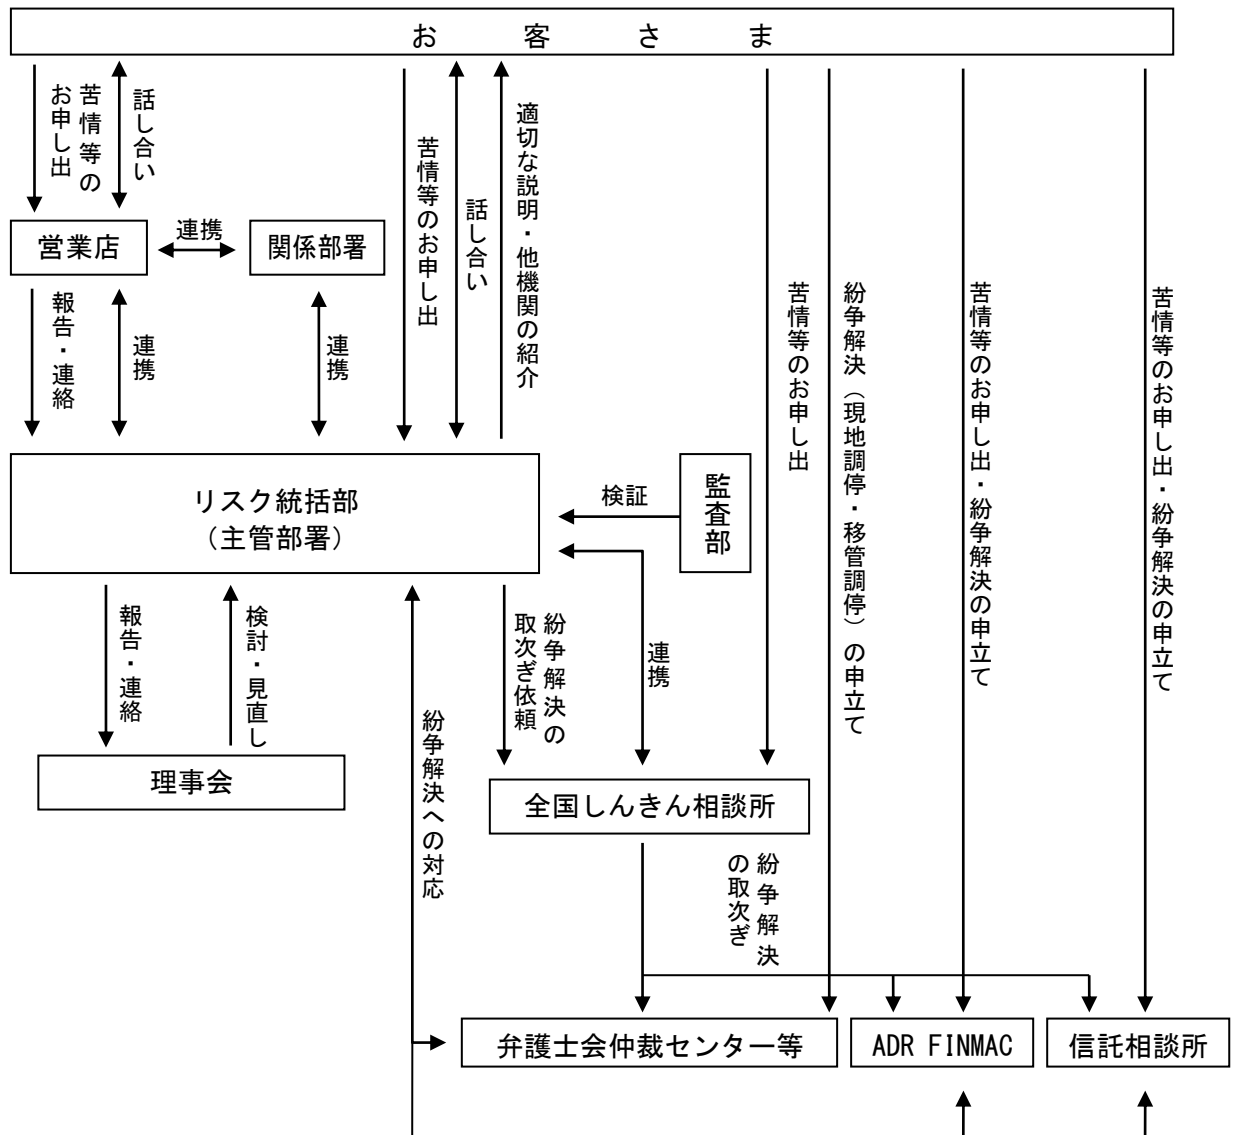 お客さま
苦情等の
お申し出
話し合い
苦情等のお申し出
話し合い
適切な説明・他機関の紹介
営業店
連携
関係部署
報告・連絡
連携
連携
苦情等のお申し出
紛争解決（現地調停・移管調停）の申立て
苦情等のお申し出・紛争解決の申立て
苦情等のお申し出・紛争解決の申立て
リスク統括部
（主管部署）
検証
監査部
報告・連絡
検討・見直し
紛争解決の
取次ぎ依頼
連携
紛争解決への対応
理事会
全国しんきん相談所
紛争解決
の取次ぎ
弁護士会仲裁センター等
ADR FINMAC
信託相談所